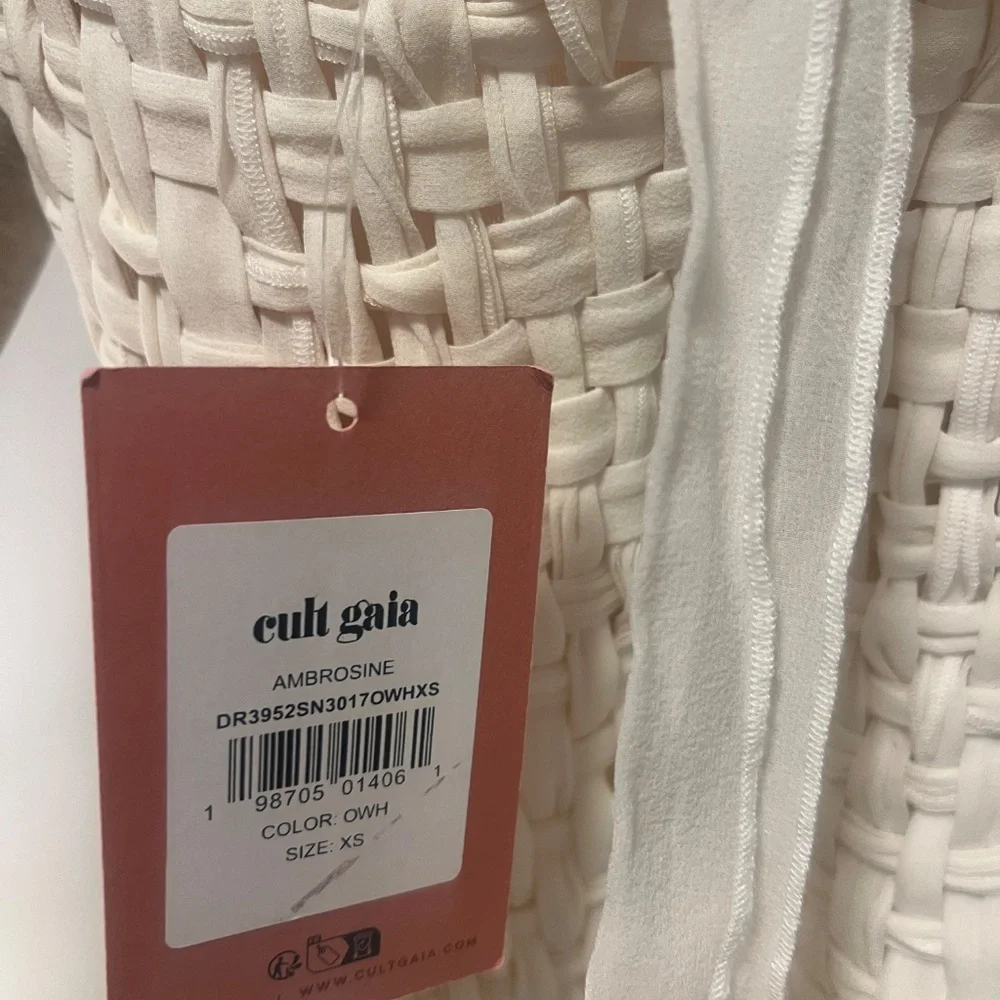 cult gaia
AMBROSINE
DR3952SN3017OWHXS
1 98705 01406 1
COLOR: OWH
SIZE: XS
WWW.CULTGAIA.COM